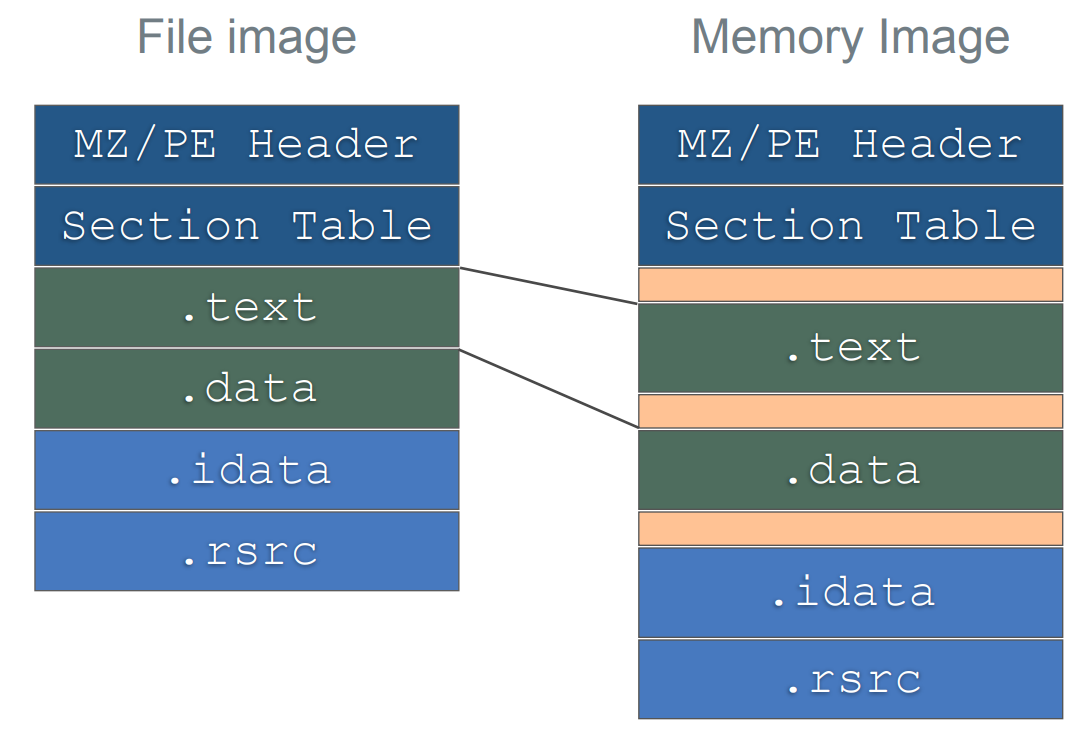 File image
MZ/PE Header
Section Table
.text
.data
.idata
.rsrc
Memory Image
MZ/PE Header
Section Table
.text
.data
.idata
.rsrc